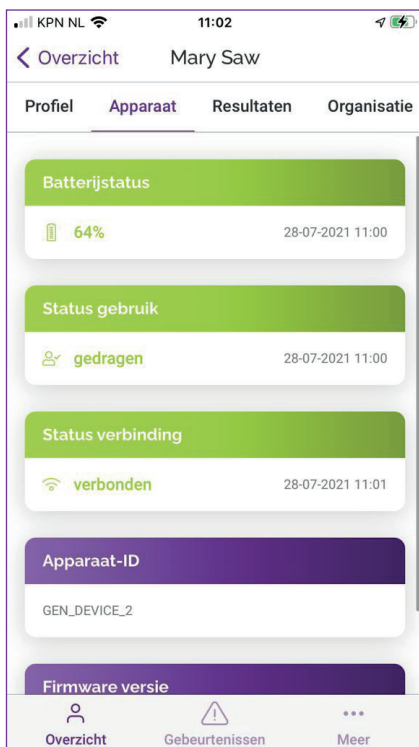 KPN NL 11:02
Overzicht Mary Saw
Profiel Apparaat Resultaten Organisatie
Batterijstatus
64% 28-07-2021 11:00
Status gebruik
gedragen 28-07-2021 11:00
Status verbinding
verbonden 28-07-2021 11:01
Apparaat-ID
GEN_DEVICE_2
Firmware versie
Overzicht Gebeurtenissen Meer